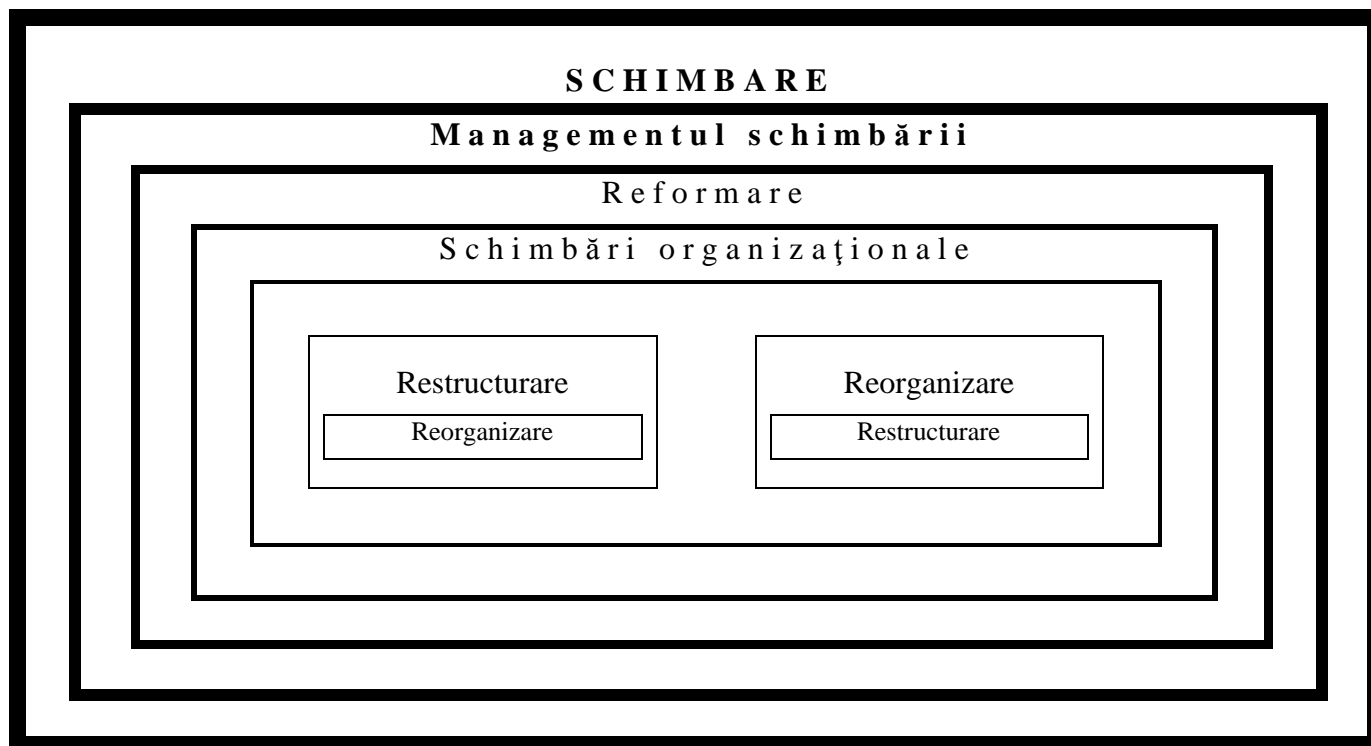 SCHIMBARE
Managementul schimbării
Reformare
Schimbări organizaţionale
Restructurare
Reorganizare
Reorganizare
Restructurare